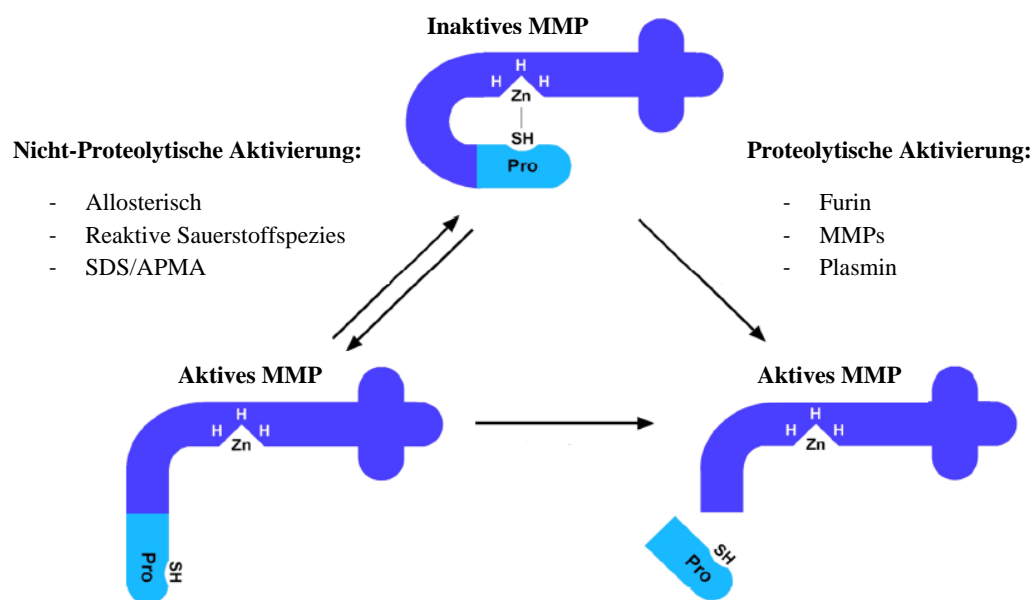 Inaktives MMP
H
H H
Zn
SH
Pro
Nicht-Proteolytische Aktivierung:
- Allosterisch
- Reaktive Sauerstoffspezies
- SDS/APMA
Proteolytische Aktivierung:
- Furin
- MMPs
- Plasmin
Aktives MMP
H
H H
Zn
Pro
SH
Aktives MMP
H
H H
Zn
SH
Pro